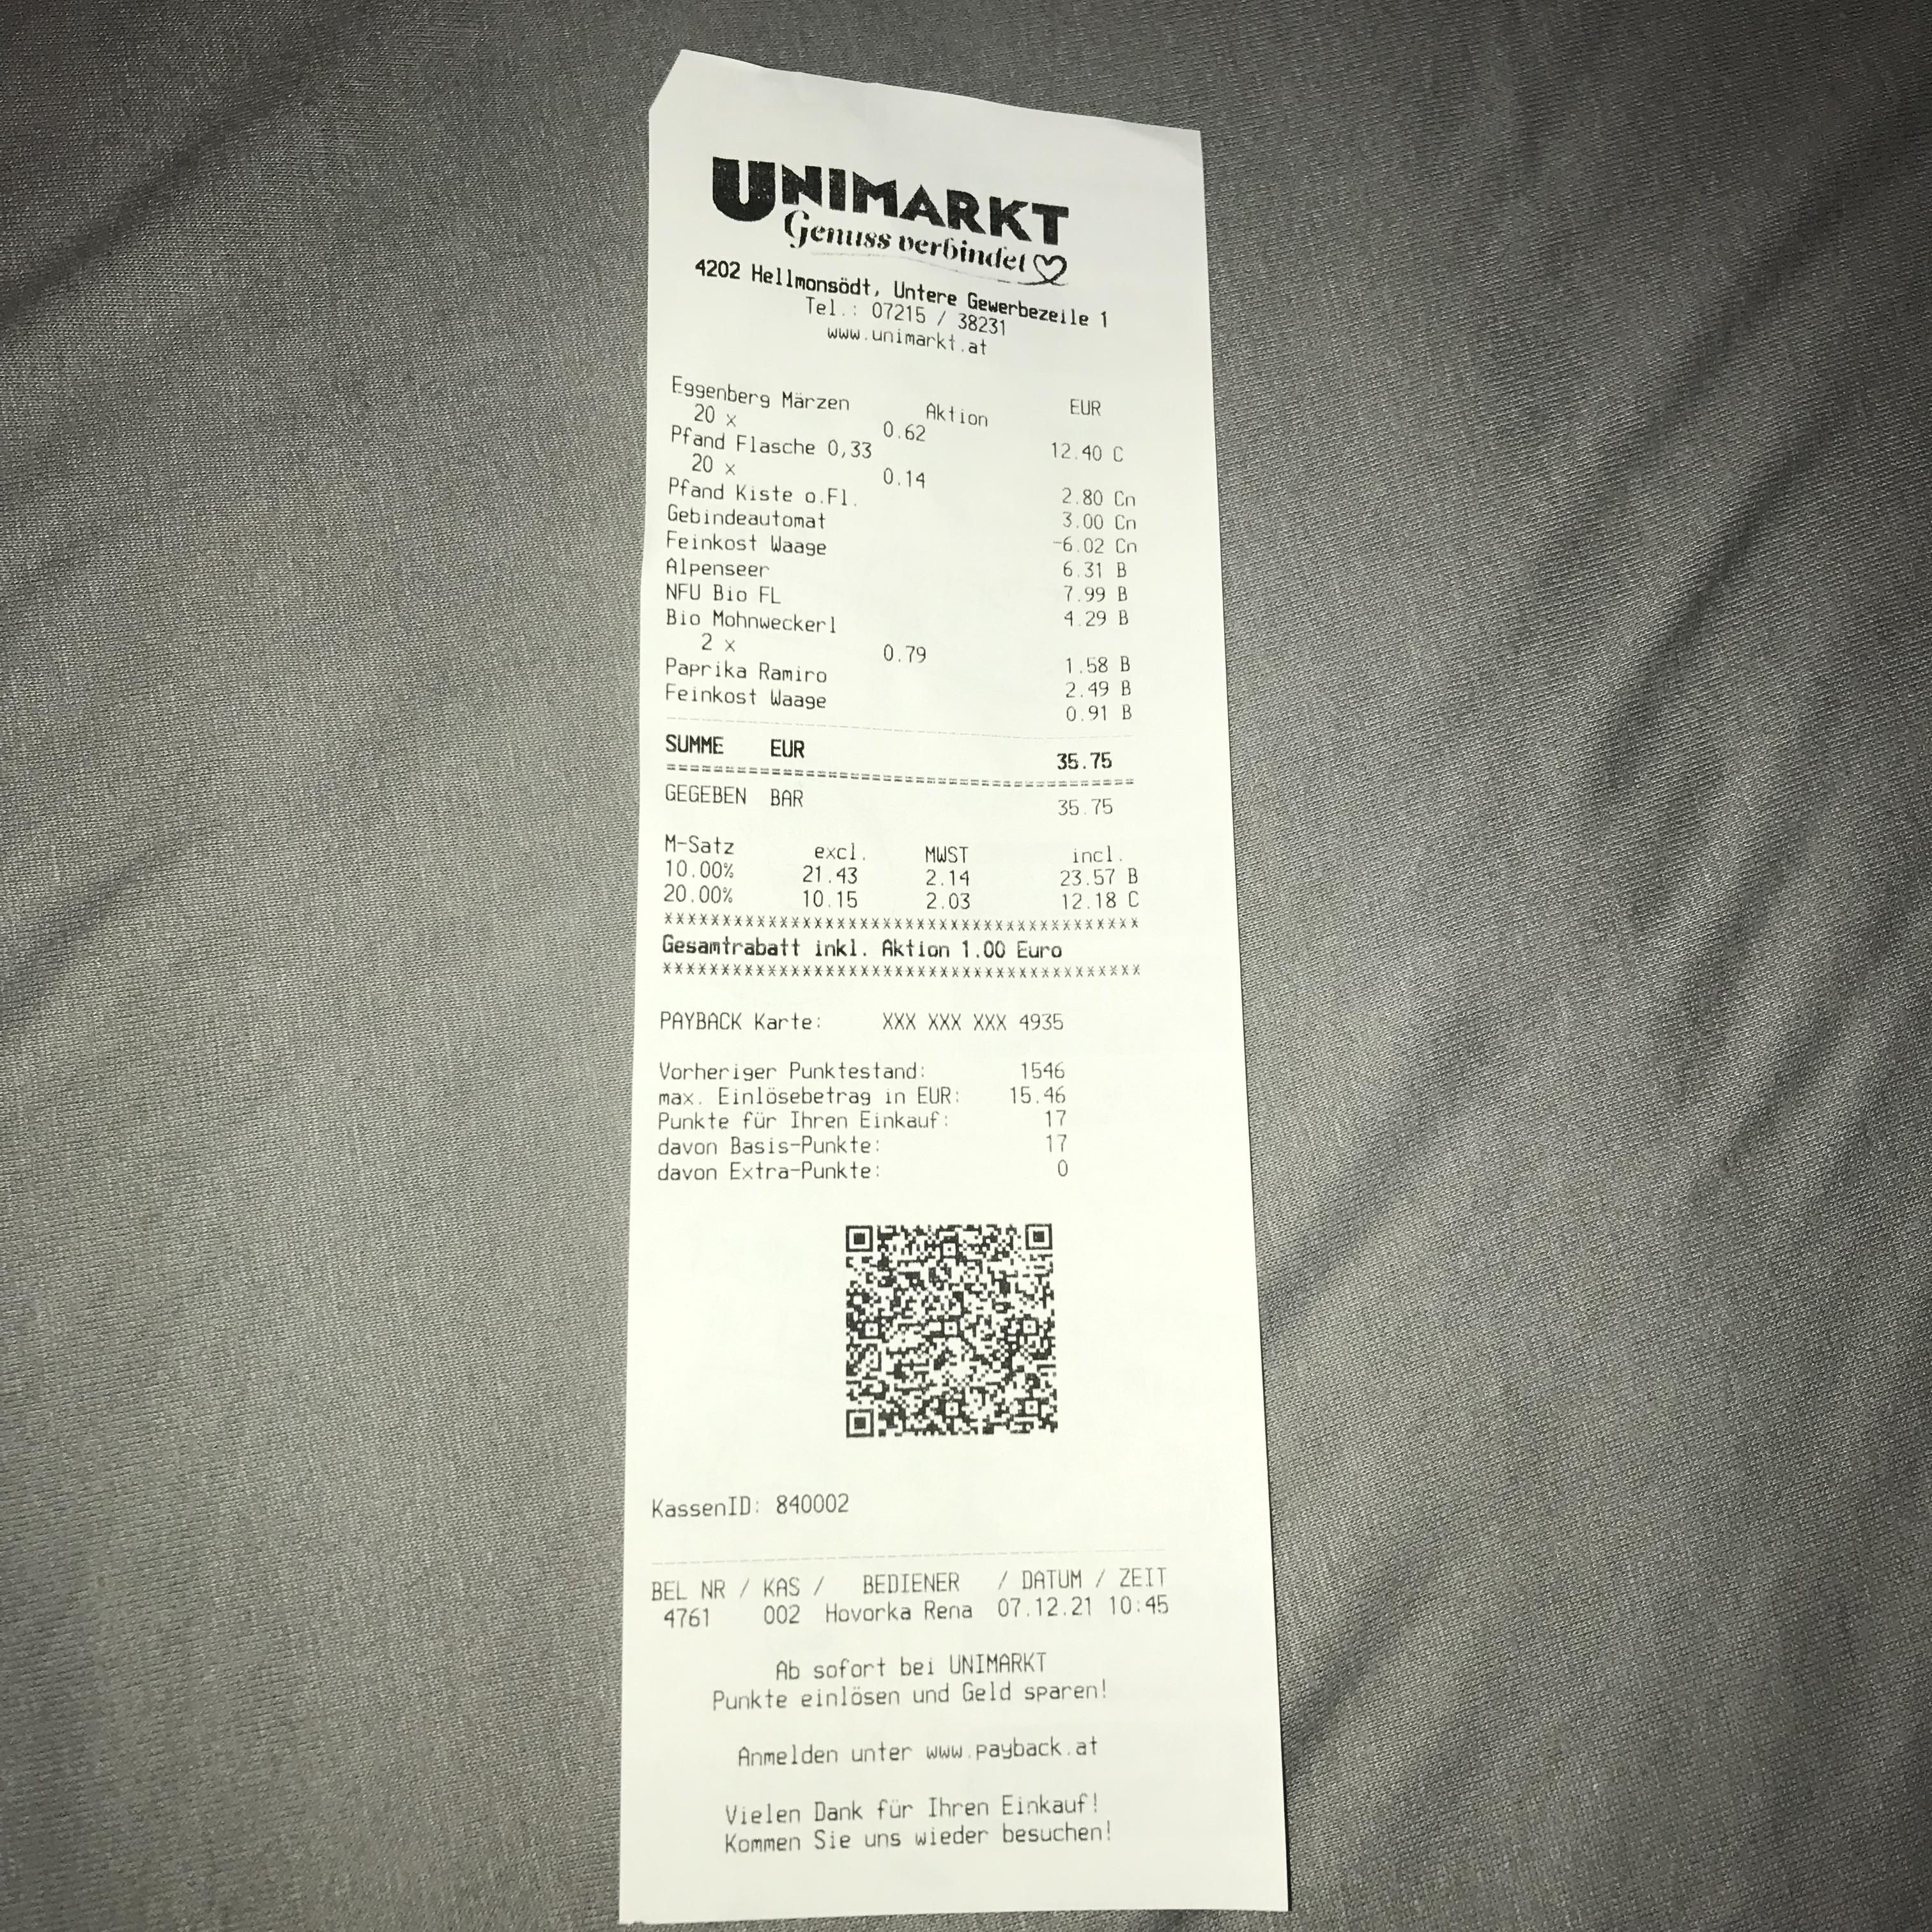 UNIMARKT
Genuss verbindet
4202 Hellmonsödt, Untere Gewerbezeile 1
Tel.: 07215 / 38231
www.unimarkt.at
EUR
Eggenberg Märzen Aktion
20 x 0.62 12.40 C
Pfand Flasche 0,33
20 x 0.14 2.80 Cn
Pfand Kiste o.Fl. 3.00 Cn
Gebindeautomat -6.02 Cn
Feinkost Waage 6.31 B
Alpenseer 7.99 B
NFU Bio FL 4.29 B
Bio Mohnweckerl
2 x 0.79 1.58 B
Paprika Ramiro 2.49 B
Feinkost Waage 0.91 B
SUMME EUR 35.75
========================================
GEGEBEN BAR 35.75
M-Satz excl. MWST incl.
10.00% 21.43 2.14 23.57 B
20.00% 10.15 2.03 12.18 C
******************************************
Gesamtrabatt inkl. Aktion 1.00 Euro
******************************************
PAYBACK Karte: XXX XXX XXX 4935
Vorheriger Punktestand: 1546
max. Einlösebetrag in EUR: 15.46
Punkte für Ihren Einkauf: 17
davon Basis-Punkte: 17
davon Extra-Punkte: 0
KassenID: 840002
BEL NR / KAS / BEDIENER / DATUM / ZEIT
4761 002 Hovorka Rena 07.12.21 10:45
Ab sofort bei UNIMARKT
Punkte einlösen und Geld sparen!
Anmelden unter www.payback.at
Vielen Dank für Ihren Einkauf!
Kommen Sie uns wieder besuchen!